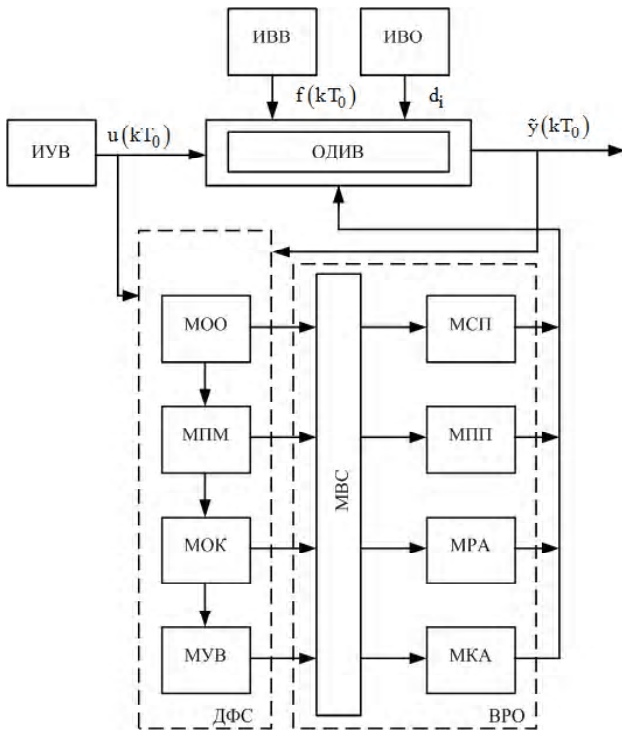 ИВВ
ИВО
f(kT₀)
dᵢ
ỹ(kT₀)
u(kT₀)
ИУВ
ОДИВ
МОО
МСП
МПМ
МПП
МВС
МОК
МРА
МУВ
МКА
ДФС
ВРО